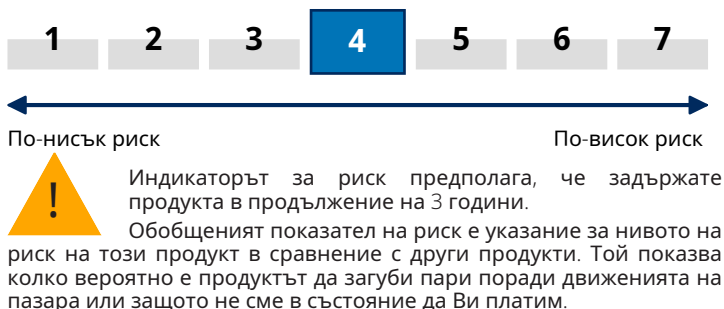 1 2 3 4 5 6 7
По-нисък риск По-висок риск
!
Индикаторът за риск предполага, че задържате
продукта в продължение на 3 години.
Обобщеният показател на риск е указание за нивото на
риск на този продукт в сравнение с други продукти. Той показва
колко вероятно е продуктът да загуби пари поради движенията на
пазара или защото не сме в състояние да Ви платим.